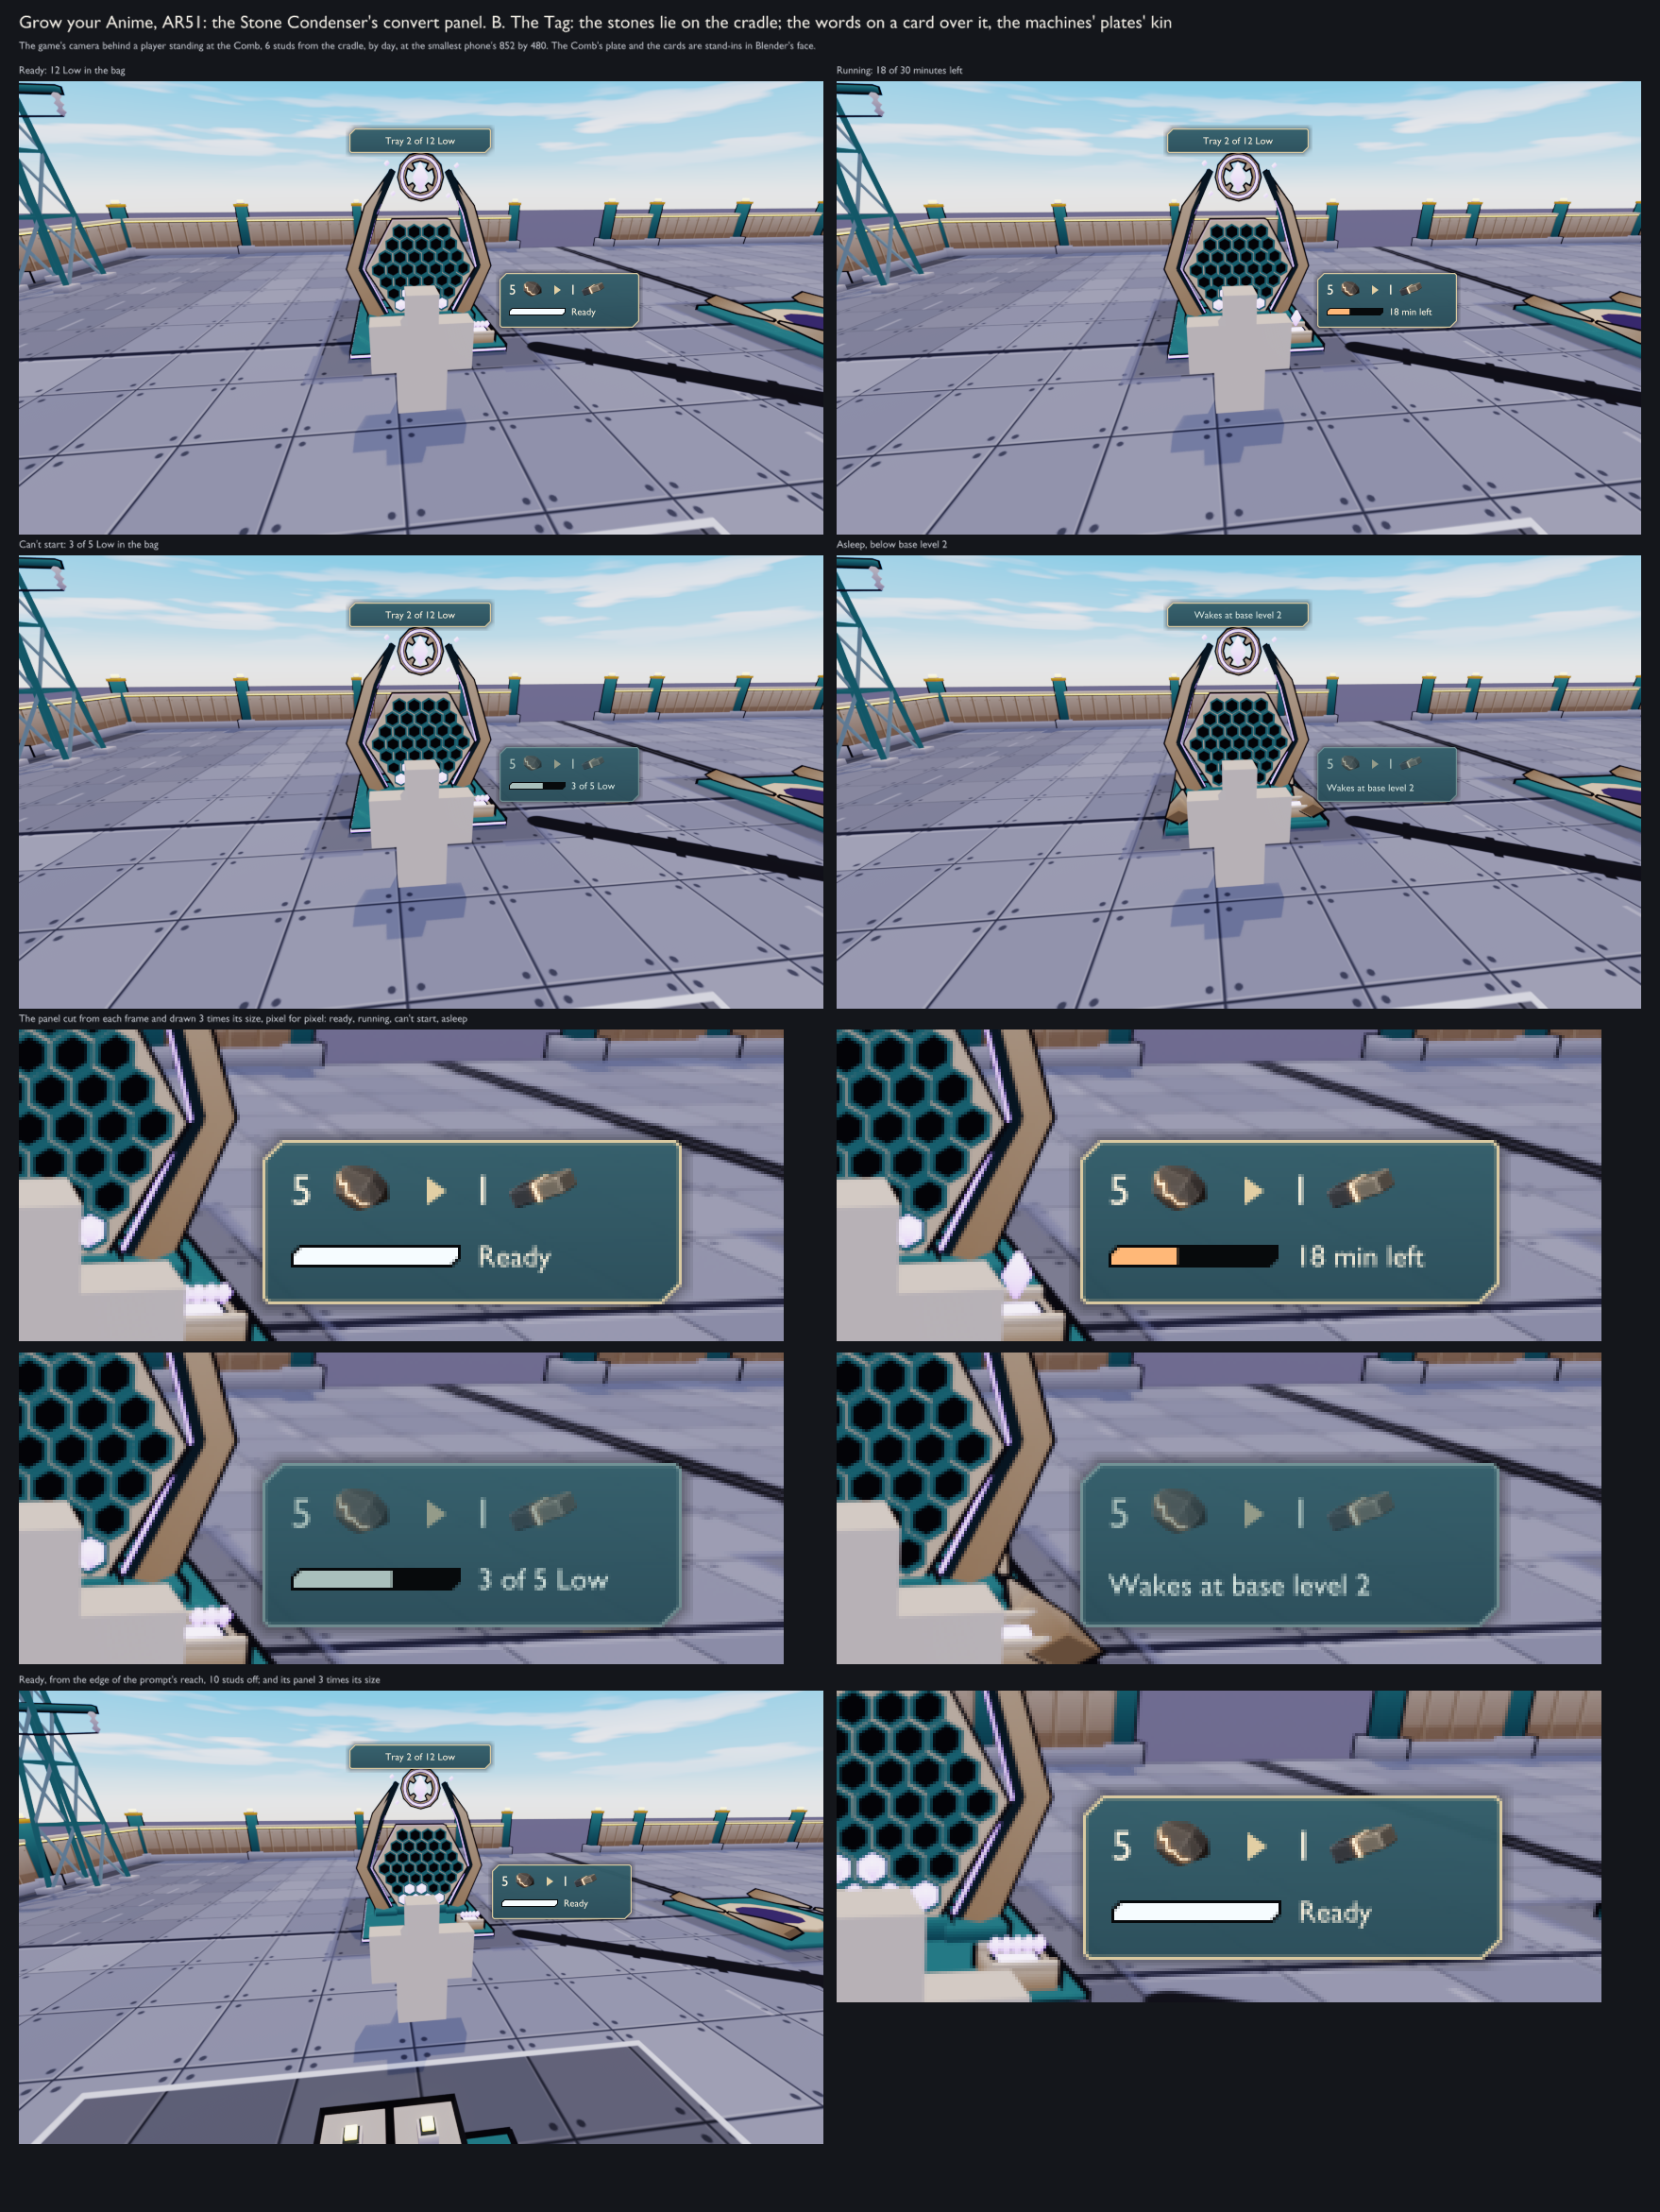 Grow your Anime, AR51: the Stone Condenser's convert panel. B. The Tag: the stones lie on the cradle; the words on a card over it, the machines' plates' kin
The game's camera behind a player standing at the Comb, 6 studs from the cradle, by day, at the smallest phone's 852 by 480. The Comb's plate and the cards are stand-ins in Blender's face.
Ready: 12 Low in the bag
Running: 18 of 30 minutes left
Tray 2 of 12 Low
5 1
Ready
Tray 2 of 12 Low
5 1
18 min left
Can't start: 3 of 5 Low in the bag
Asleep, below base level 2
Tray 2 of 12 Low
5 1
3 of 5 Low
Wakes at base level 2
5 1
Wakes at base level 2
The panel cut from each frame and drawn 3 times its size, pixel for pixel: ready, running, can't start, asleep
5 1
Ready
5 1
18 min left
5 1
3 of 5 Low
5 1
Wakes at base level 2
Ready, from the edge of the prompt's reach, 10 studs off; and its panel 3 times its size
Tray 2 of 12 Low
5 1
Ready
5 1
Ready